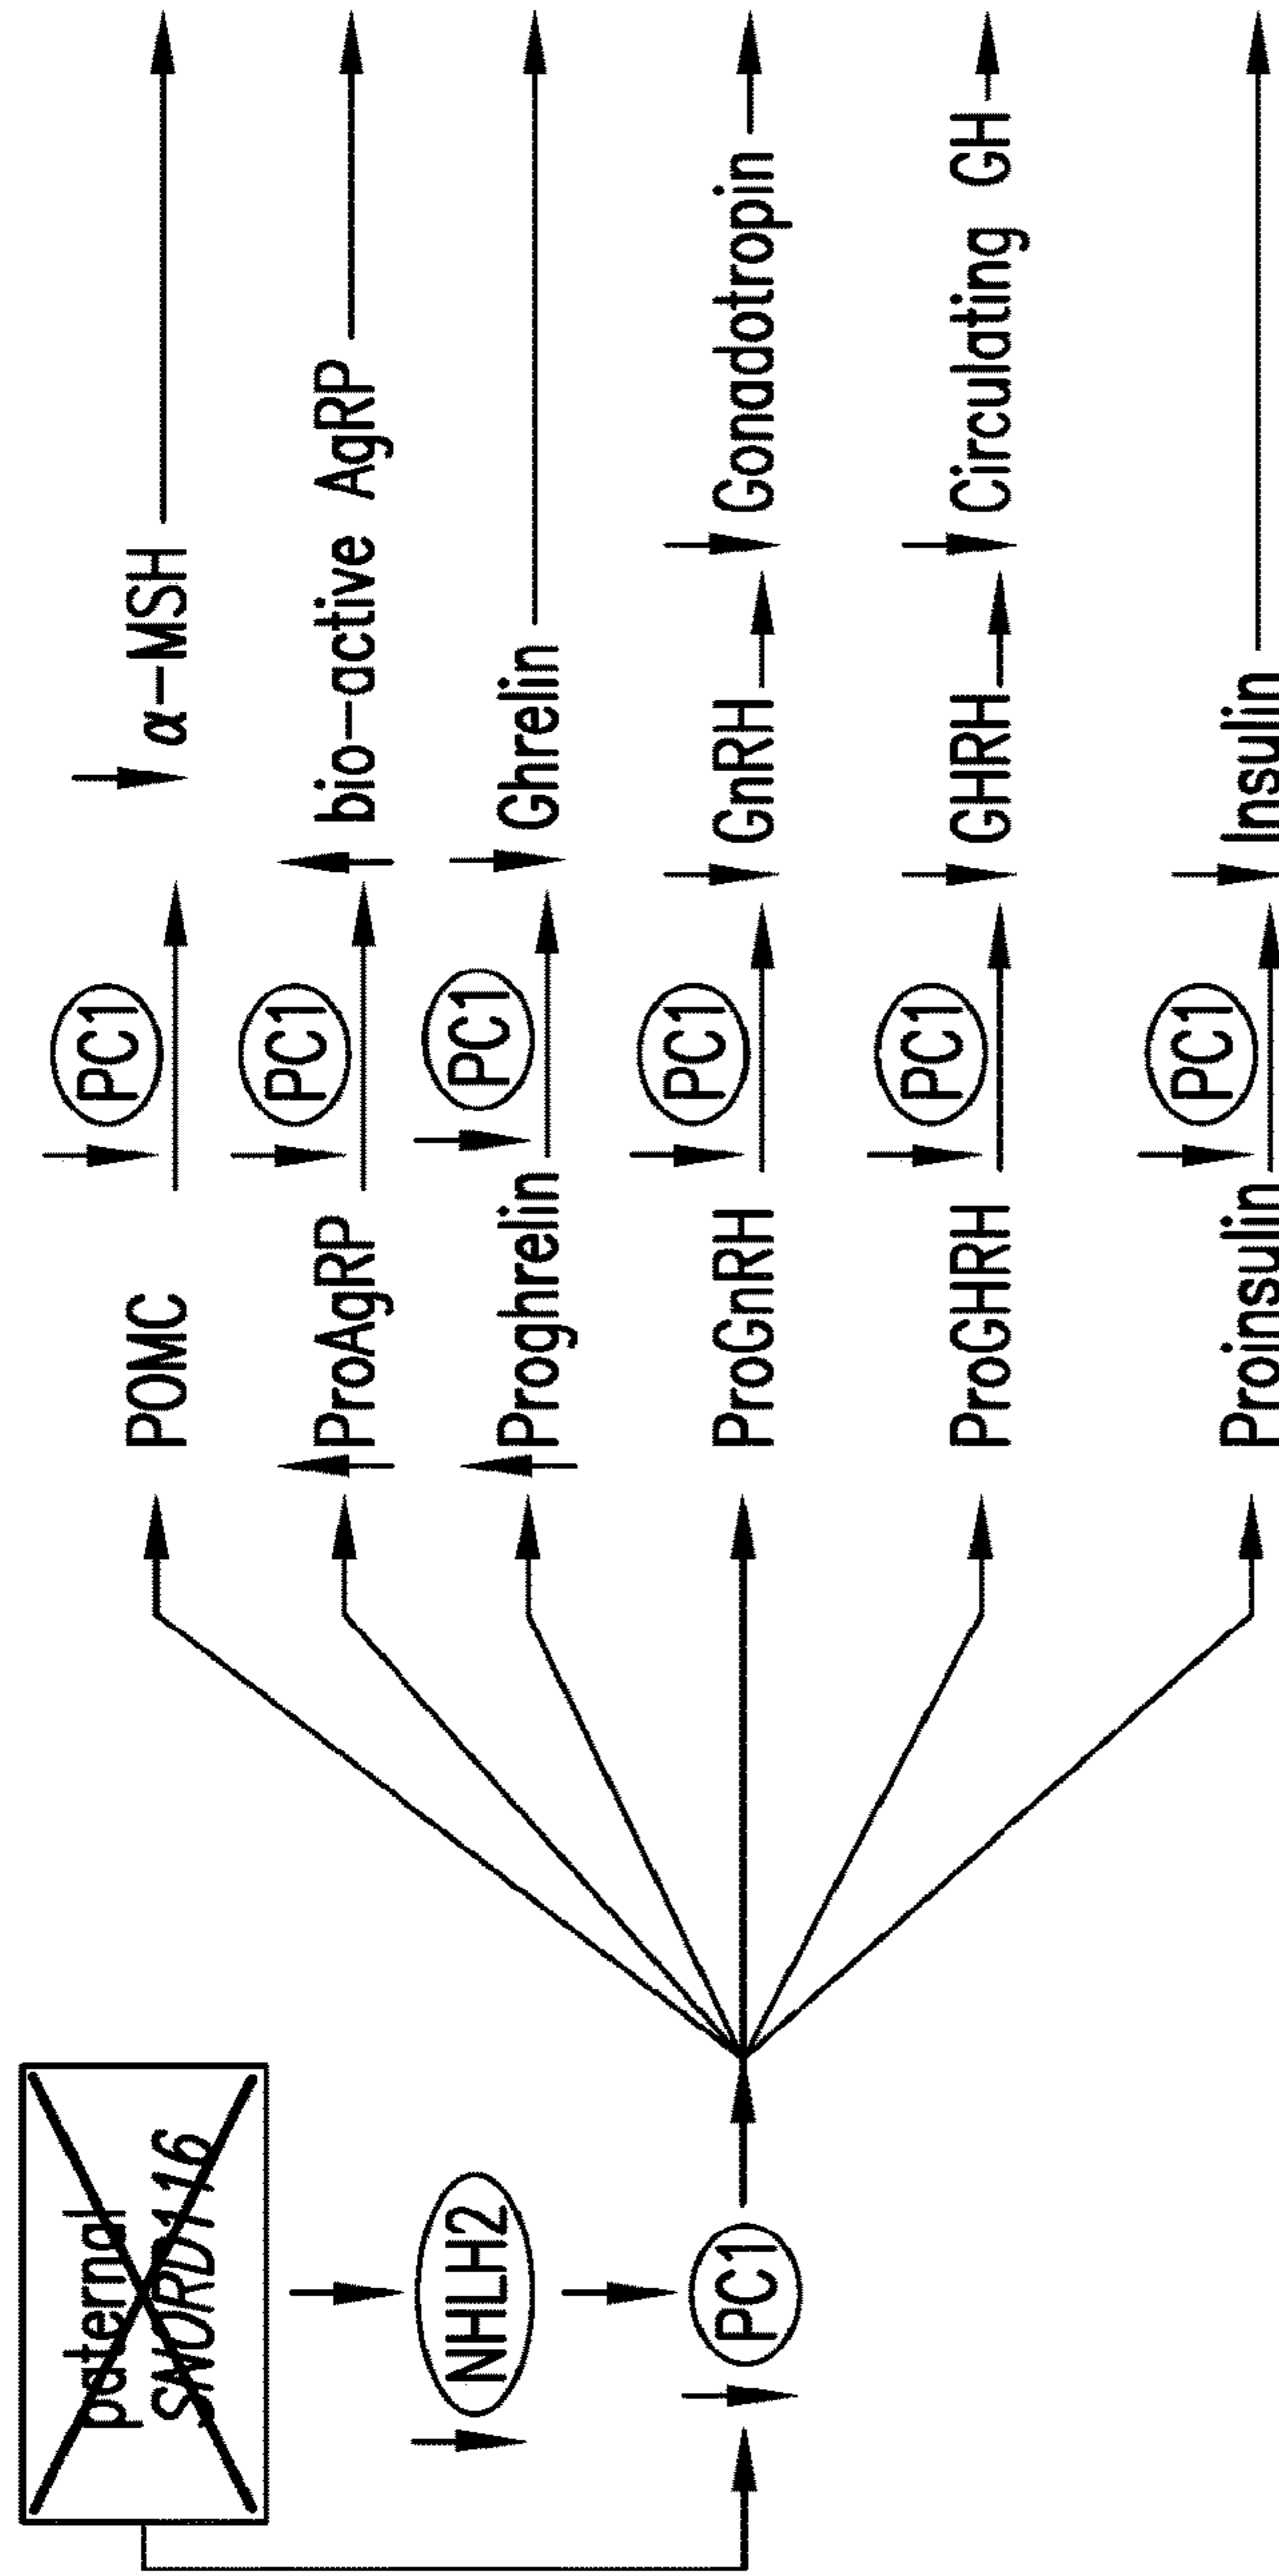 paternal
SNORD116
NHLH2
PC1
POMC
PC1
α-MSH
ProAgRP
PC1
bio-active AgRP
Proghrelin
PC1
Ghrelin
ProGnRH
PC1
GnRH
Gonadotropin
ProGHRH
PC1
GHRH
Circulating GH
Proinsulin
PC1
Insulin